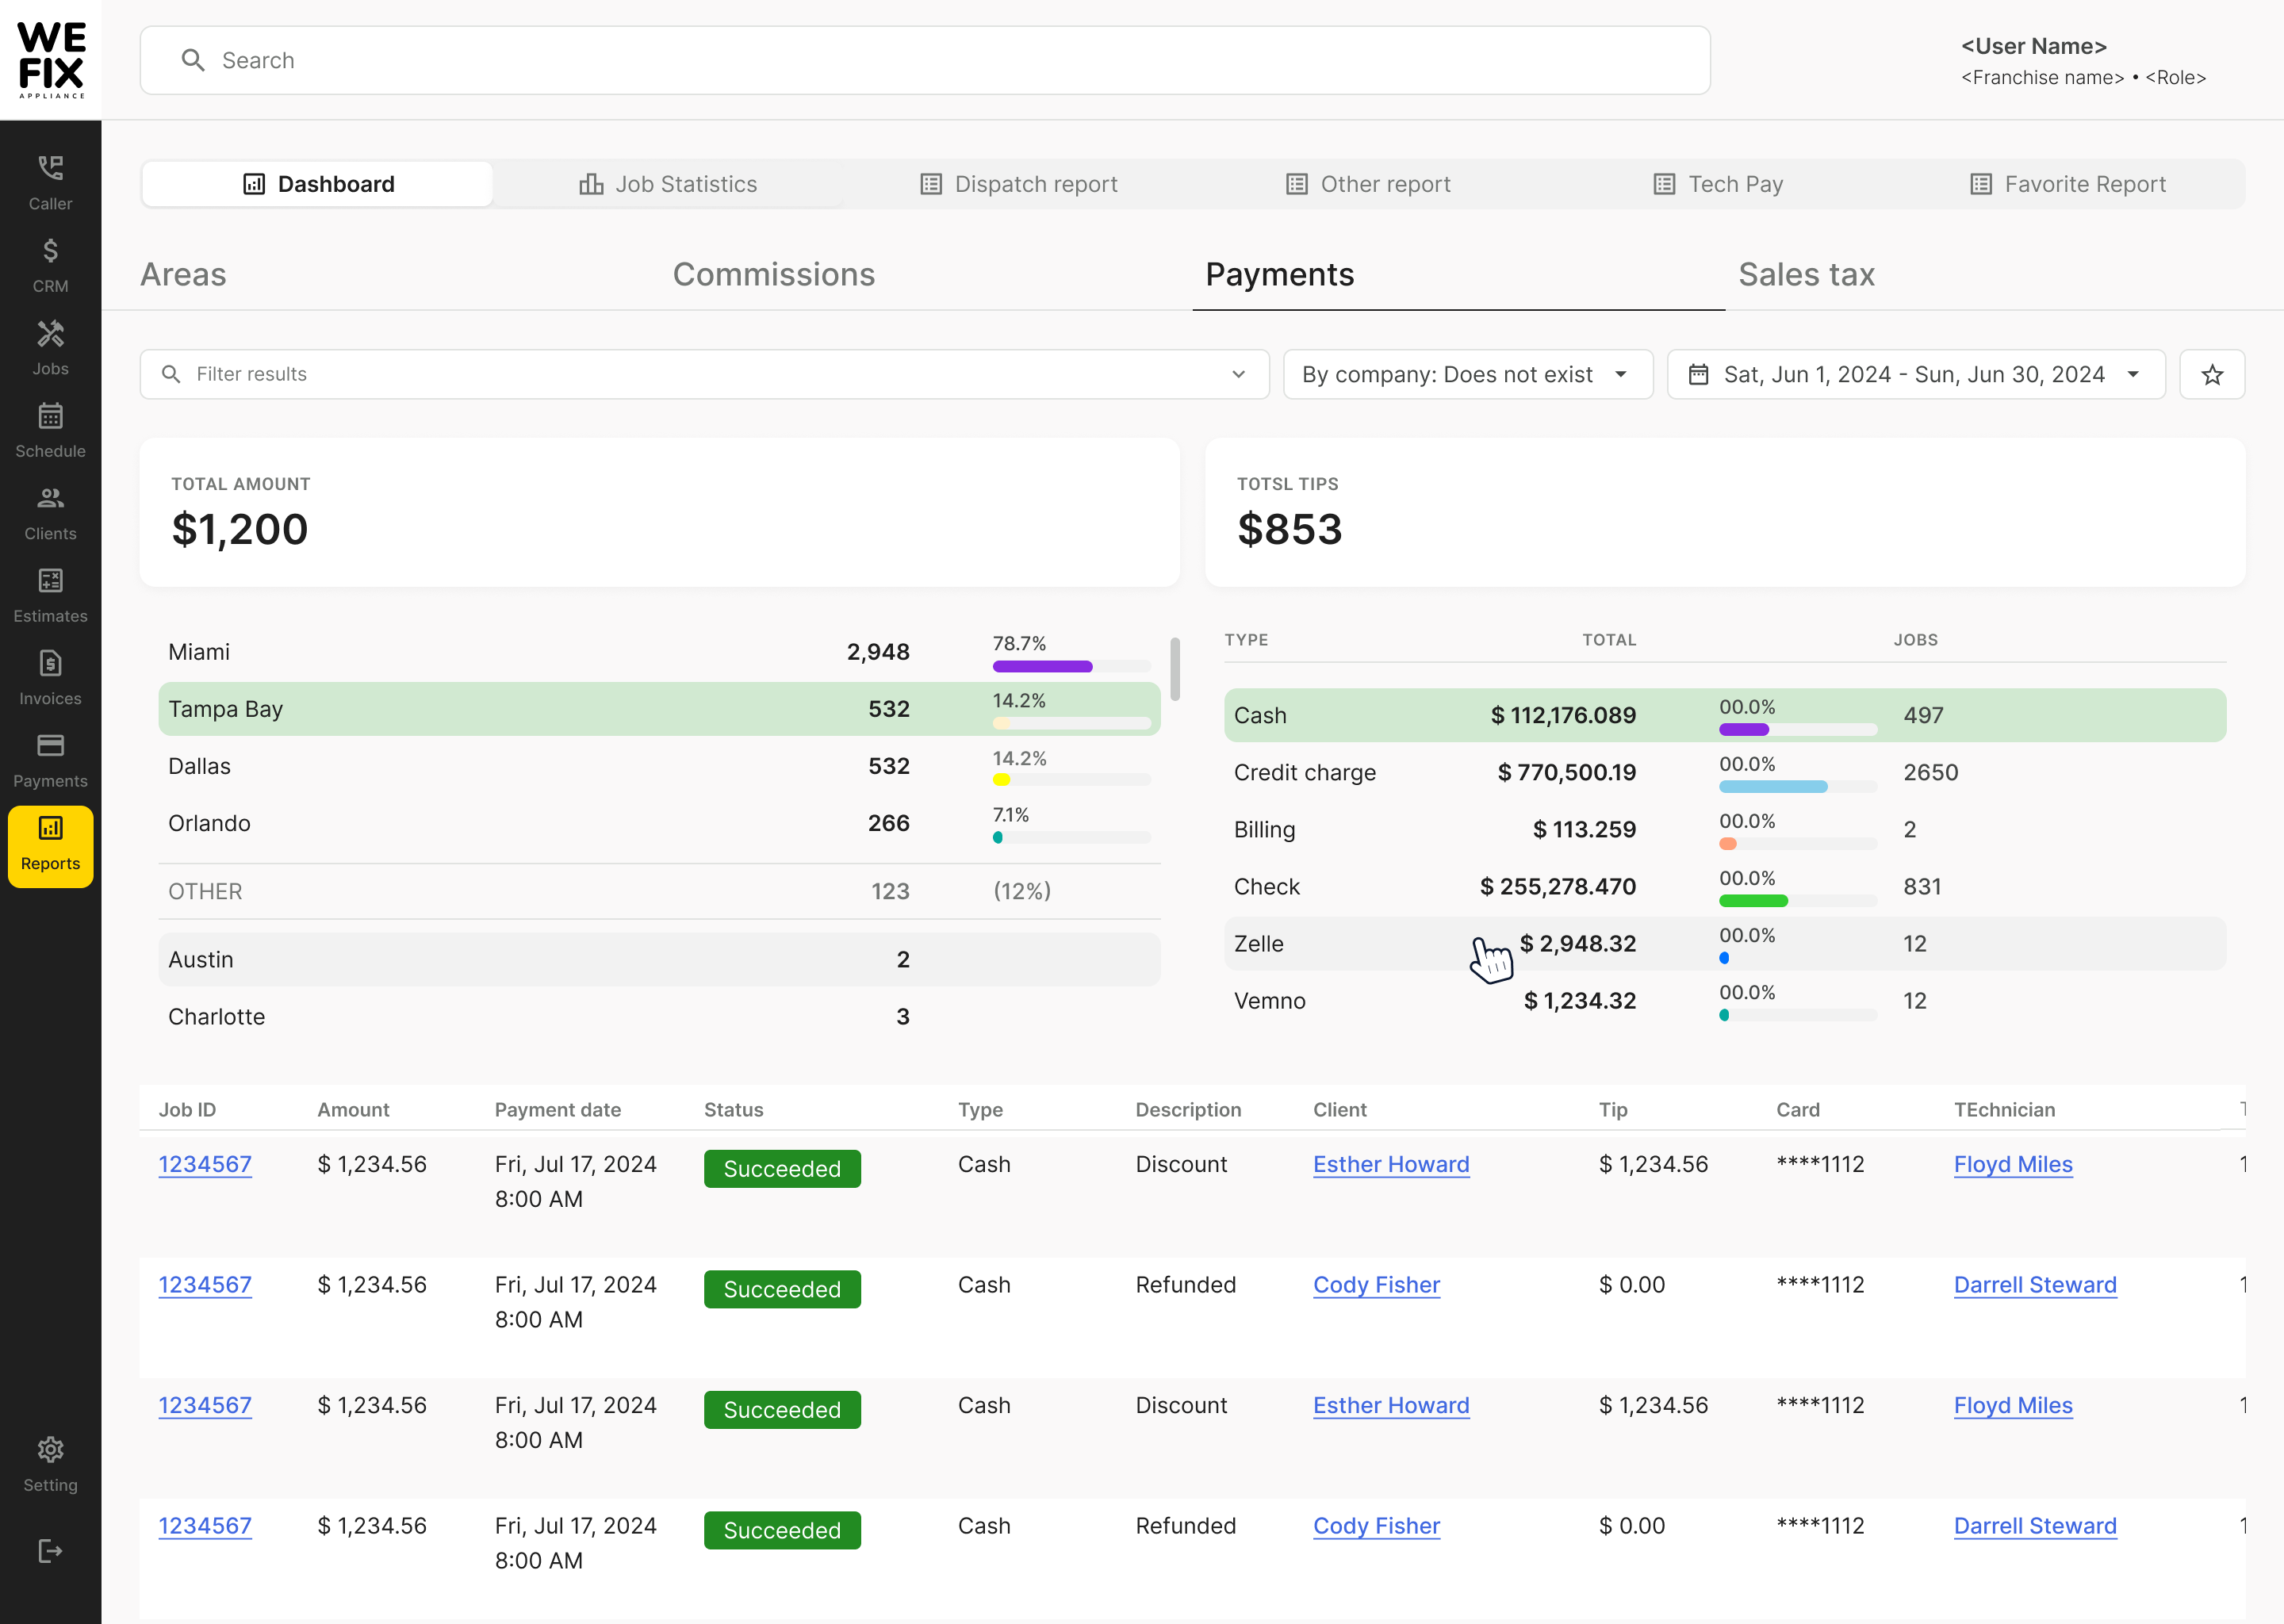 WE
FIX
APPLIANCE
Search
<User Name>
<Franchise name> • <Role>
Caller
CRM
Jobs
Schedule
Clients
Estimates
Invoices
Payments
Reports
Setting
Dashboard
Job Statistics
Dispatch report
Other report
Tech Pay
Favorite Report
Areas
Commissions
Payments
Sales tax
Filter results
By company: Does not exist
Sat, Jun 1, 2024 - Sun, Jun 30, 2024
TOTAL AMOUNT
$1,200
TOTSL TIPS
$853
Miami 2,948 78.7%
Tampa Bay 532 14.2%
Dallas 532 14.2%
Orlando 266 7.1%
OTHER 123 (12%)
Austin 2
Charlotte 3
TYPE TOTAL JOBS
Cash $ 112,176.089 00.0% 497
Credit charge $ 770,500.19 00.0% 2650
Billing $ 113.259 00.0% 2
Check $ 255,278.470 00.0% 831
Zelle $ 2,948.32 00.0% 12
Vemno $ 1,234.32 00.0% 12
Job ID Amount Payment date Status Type Description Client Tip Card TEchnician
1234567 $ 1,234.56 Fri, Jul 17, 2024 Succeeded Cash Discount Esther Howard $ 1,234.56 ****1112 Floyd Miles
8:00 AM
1234567 $ 1,234.56 Fri, Jul 17, 2024 Succeeded Cash Refunded Cody Fisher $ 0.00 ****1112 Darrell Steward
8:00 AM
1234567 $ 1,234.56 Fri, Jul 17, 2024 Succeeded Cash Discount Esther Howard $ 1,234.56 ****1112 Floyd Miles
8:00 AM
1234567 $ 1,234.56 Fri, Jul 17, 2024 Succeeded Cash Refunded Cody Fisher $ 0.00 ****1112 Darrell Steward
8:00 AM